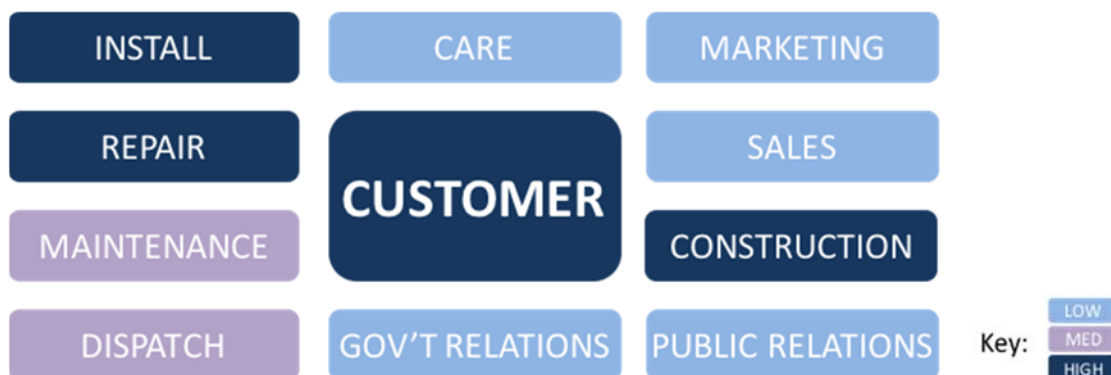 INSTALL
CARE
MARKETING
REPAIR
CUSTOMER
SALES
MAINTENANCE
CONSTRUCTION
DISPATCH
GOV'T RELATIONS
PUBLIC RELATIONS
Key:
LOW
MED
HIGH